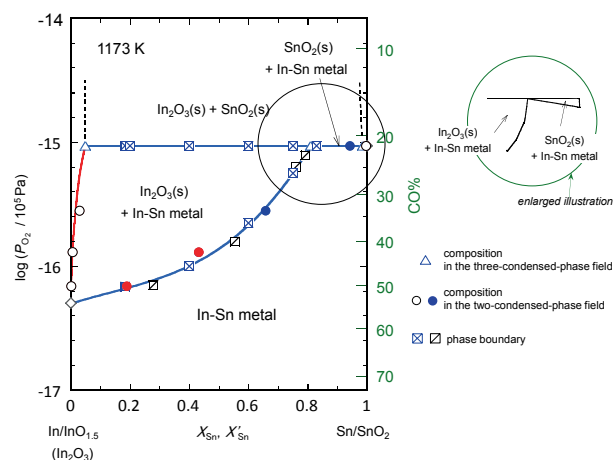 1173 K
SnO2(s)
+ In-Sn metal
In2O3(s) + SnO2(s)
In2O3(s)
+ In-Sn metal
In-Sn metal
log (PO2 / 10^5 Pa)
-14
-15
-16
-17
0
0.2
0.4
0.6
0.8
1
In/InO1.5
(In2O3)
XSn, X'Sn
Sn/SnO2
10
20
30
40
50
60
70
CO%
In2O3(s)
+ In-Sn metal
SnO2(s)
+ In-Sn metal
enlarged illustration
composition
in the three-condensed-phase field
composition
in the two-condensed-phase field
phase boundary